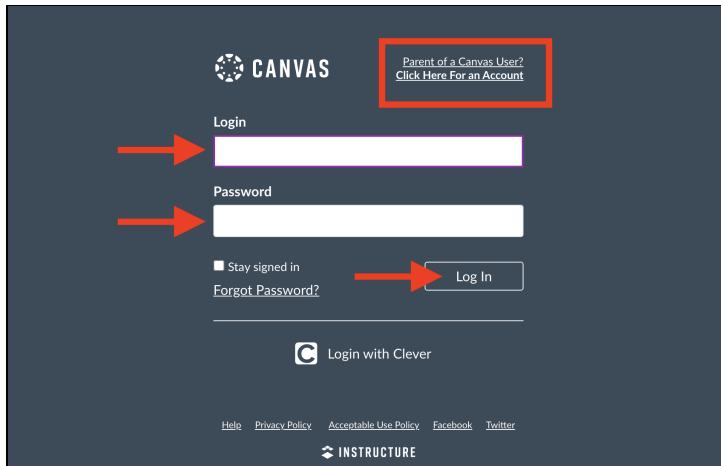 CANVAS
Parent of a Canvas User?
Click Here For an Account
Login
Password
Stay signed in
Forgot Password?
Log In
C Login with Clever
Help Privacy Policy Acceptable Use Policy Facebook Twitter
INSTRUCTURE